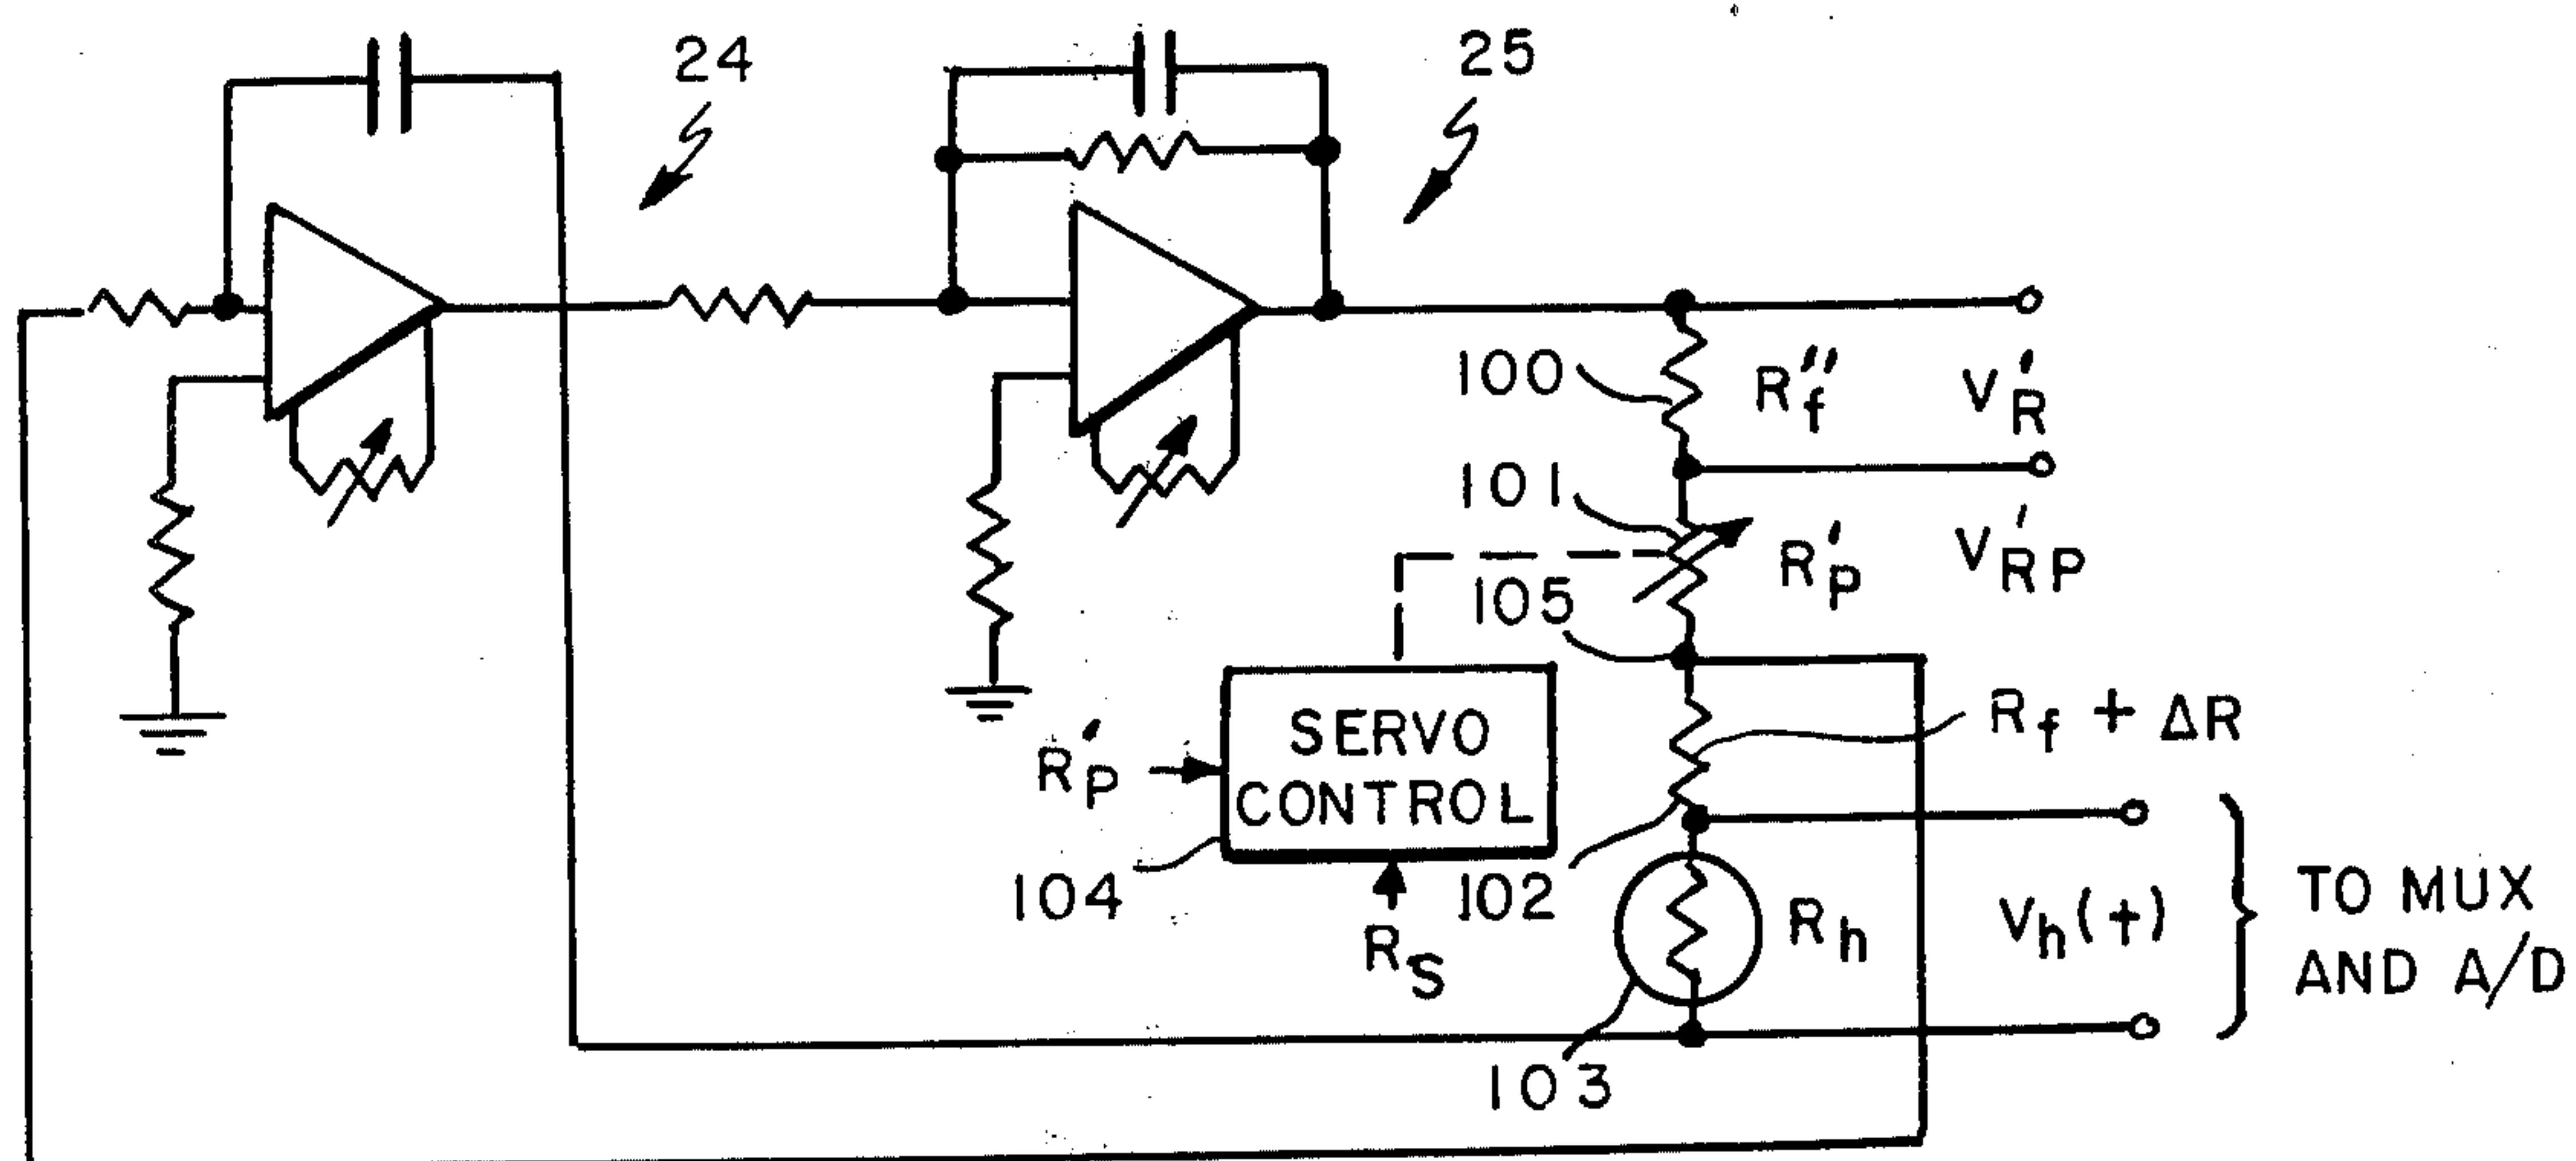 24
25
100
R″f
V′R
101
R′P
V′RP
105
SERVO
CONTROL
R′P
104
RS
102
Rf + ΔR
Rh
Vh(t)
TO MUX
AND A/D
103